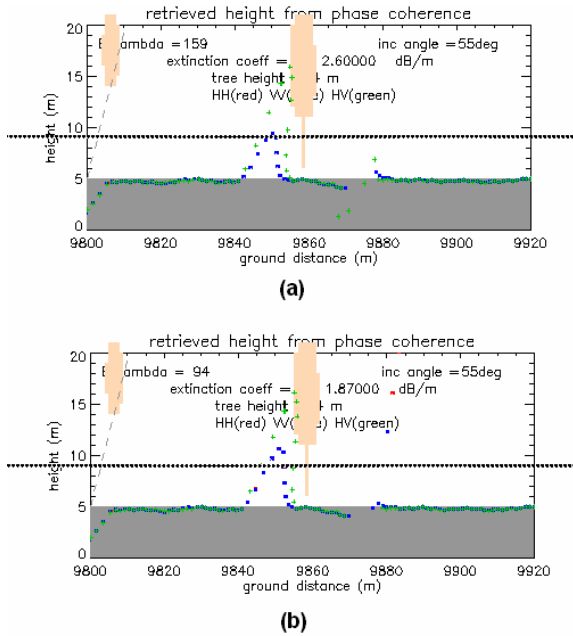 retrieved height from phase coherence
lambda =159 inc angle =55deg
extinction coeff = 2.60000 dB/m
tree height m
HH(red) HV(green)
height (m)
20
15
10
5
0
9800 9820 9840 9860 9880 9900 9920
ground distance (m)
(a)
retrieved height from phase coherence
=94 inc angle =55deg
extinction coeff = 1.87000 dB/m
tree height m
HH(red) HV(green)
height (m)
20
15
10
5
0
9800 9820 9840 9860 9880 9900 9920
ground distance (m)
(b)